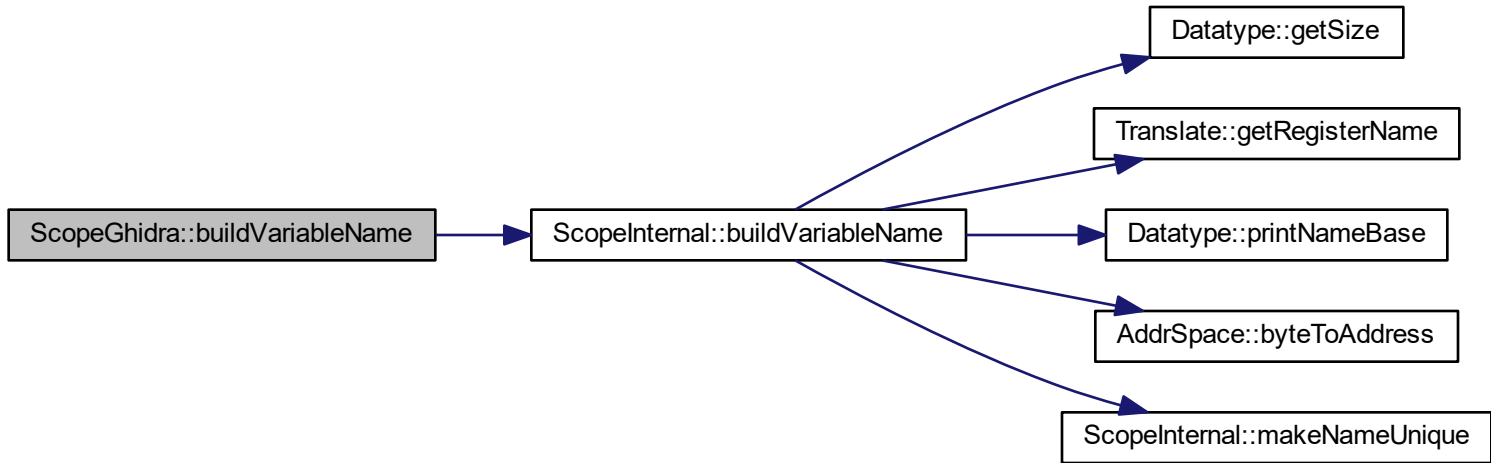 Datatype::getSize
Translate::getRegisterName
ScopeGhidra::buildVariableName
ScopeInternal::buildVariableName
Datatype::printNameBase
AddrSpace::byteToAddress
ScopeInternal::makeNameUnique